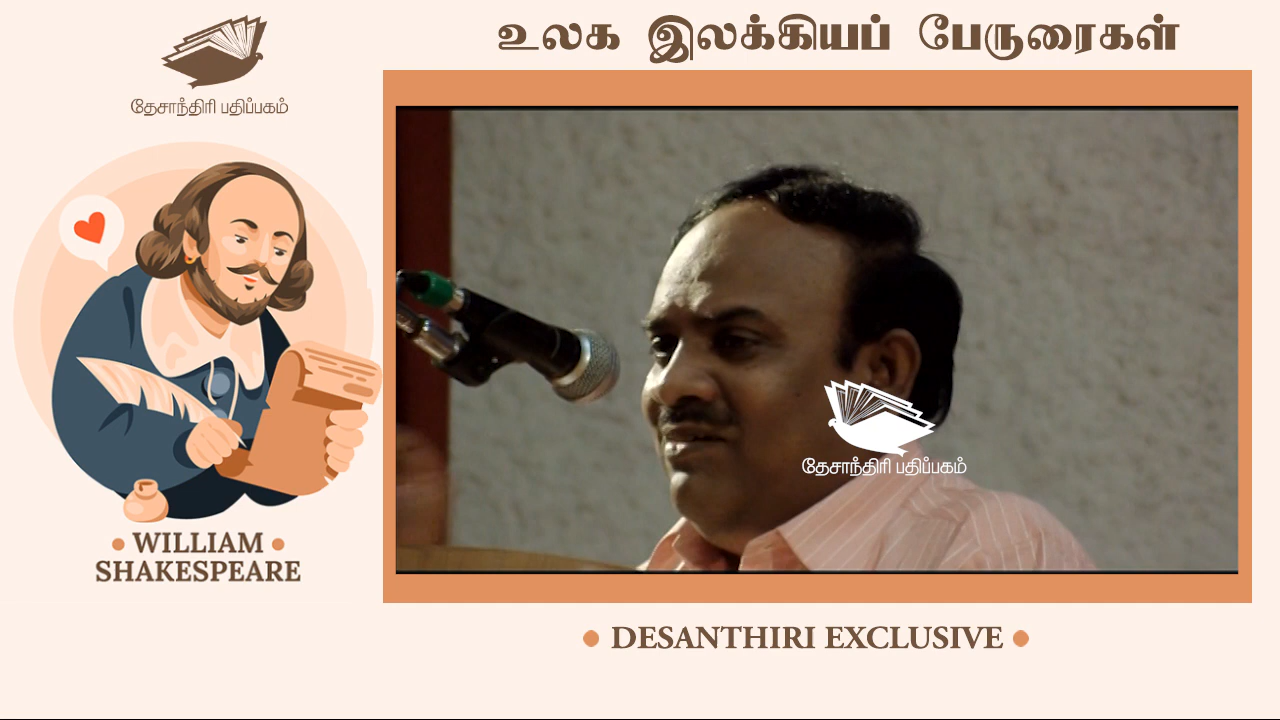 தேசாந்திரி பதிப்பகம்
உலக இலக்கியப் பேருரைகள்
தேசாந்திரி பதிப்பகம்
WILLIAM
SHAKESPEARE
DESANTHIRI EXCLUSIVE